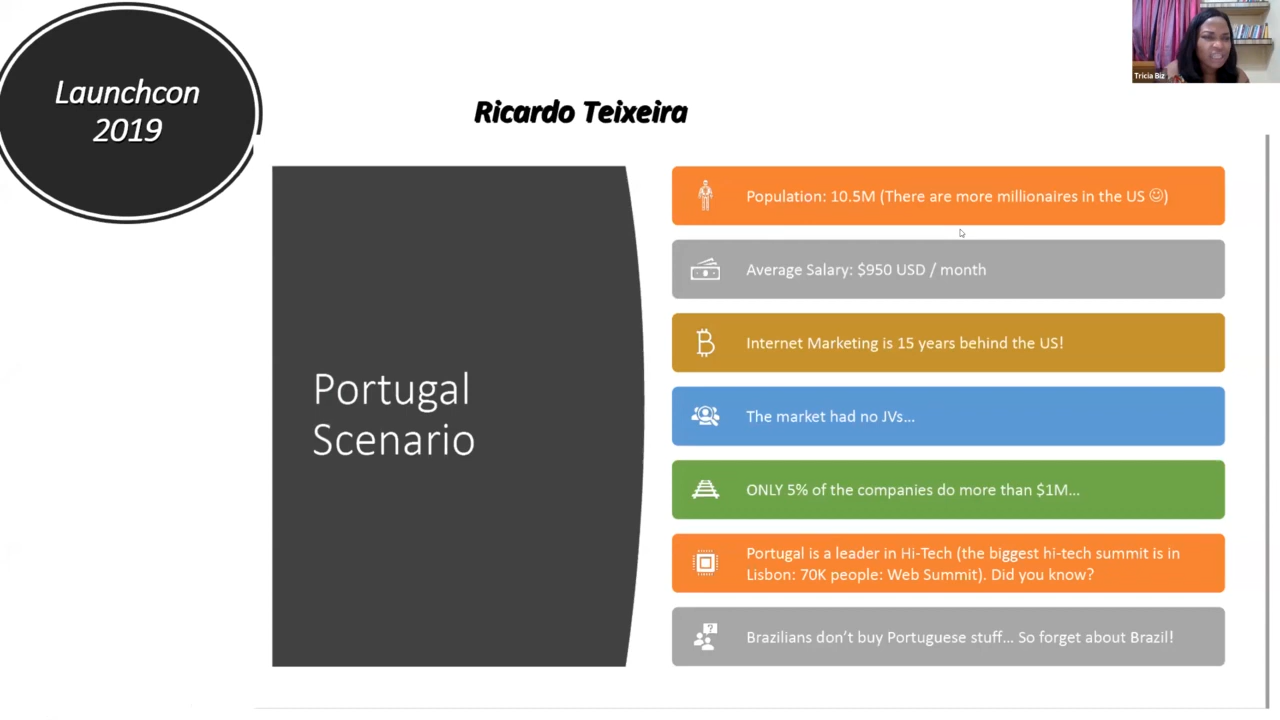 Launchcon
2019
Ricardo Teixeira
Tricia Biz
Portugal
Scenario
Population: 10.5M (There are more millionaires in the US ☺)
Average Salary: $950 USD / month
Internet Marketing is 15 years behind the US!
The market had no JVs...
ONLY 5% of the companies do more than $1M...
Portugal is a leader in Hi-Tech (the biggest hi-tech summit is in
Lisbon: 70K people: Web Summit). Did you know?
Brazilians don’t buy Portuguese stuff... So forget about Brazil!